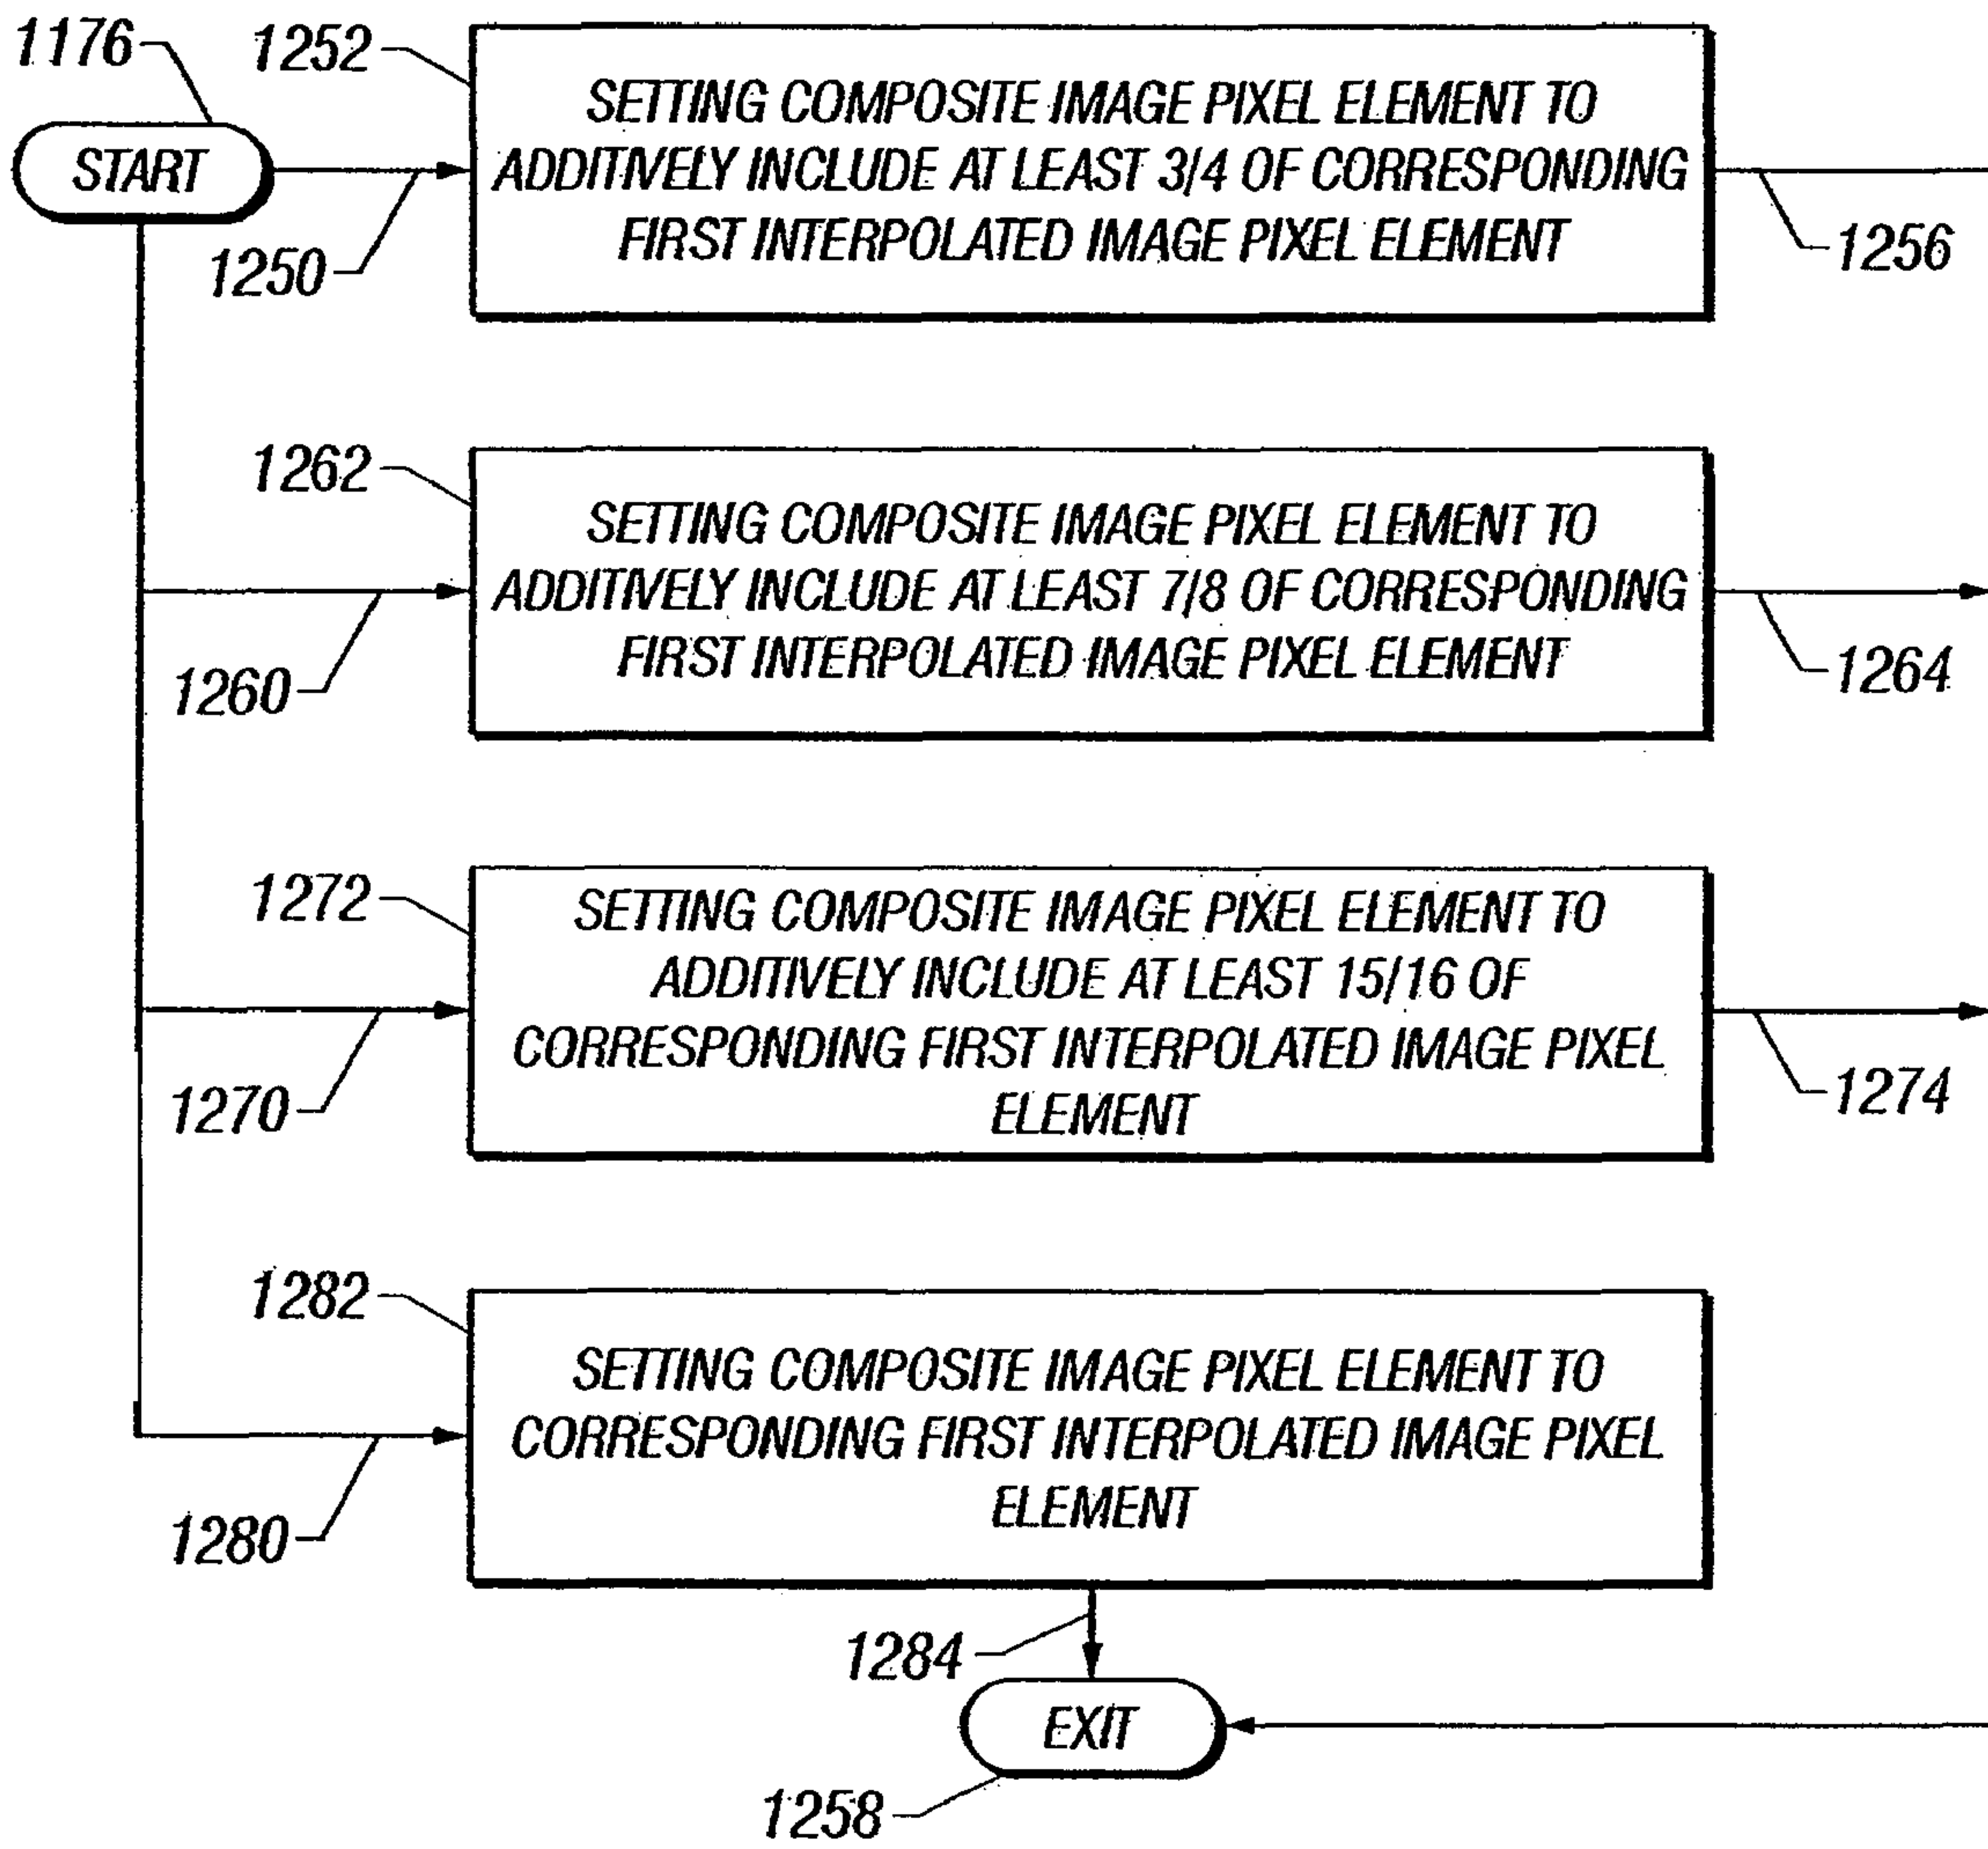 1176
START
1250
1252
SETTING COMPOSITE IMAGE PIXEL ELEMENT TO
ADDITIVELY INCLUDE AT LEAST 3/4 OF CORRESPONDING
FIRST INTERPOLATED IMAGE PIXEL ELEMENT
1256
1262
SETTING COMPOSITE IMAGE PIXEL ELEMENT TO
ADDITIVELY INCLUDE AT LEAST 7/8 OF CORRESPONDING
FIRST INTERPOLATED IMAGE PIXEL ELEMENT
1260
1264
1272
SETTING COMPOSITE IMAGE PIXEL ELEMENT TO
ADDITIVELY INCLUDE AT LEAST 15/16 OF
CORRESPONDING FIRST INTERPOLATED IMAGE PIXEL
ELEMENT
1270
1274
1282
SETTING COMPOSITE IMAGE PIXEL ELEMENT TO
CORRESPONDING FIRST INTERPOLATED IMAGE PIXEL
ELEMENT
1280
1284
EXIT
1258